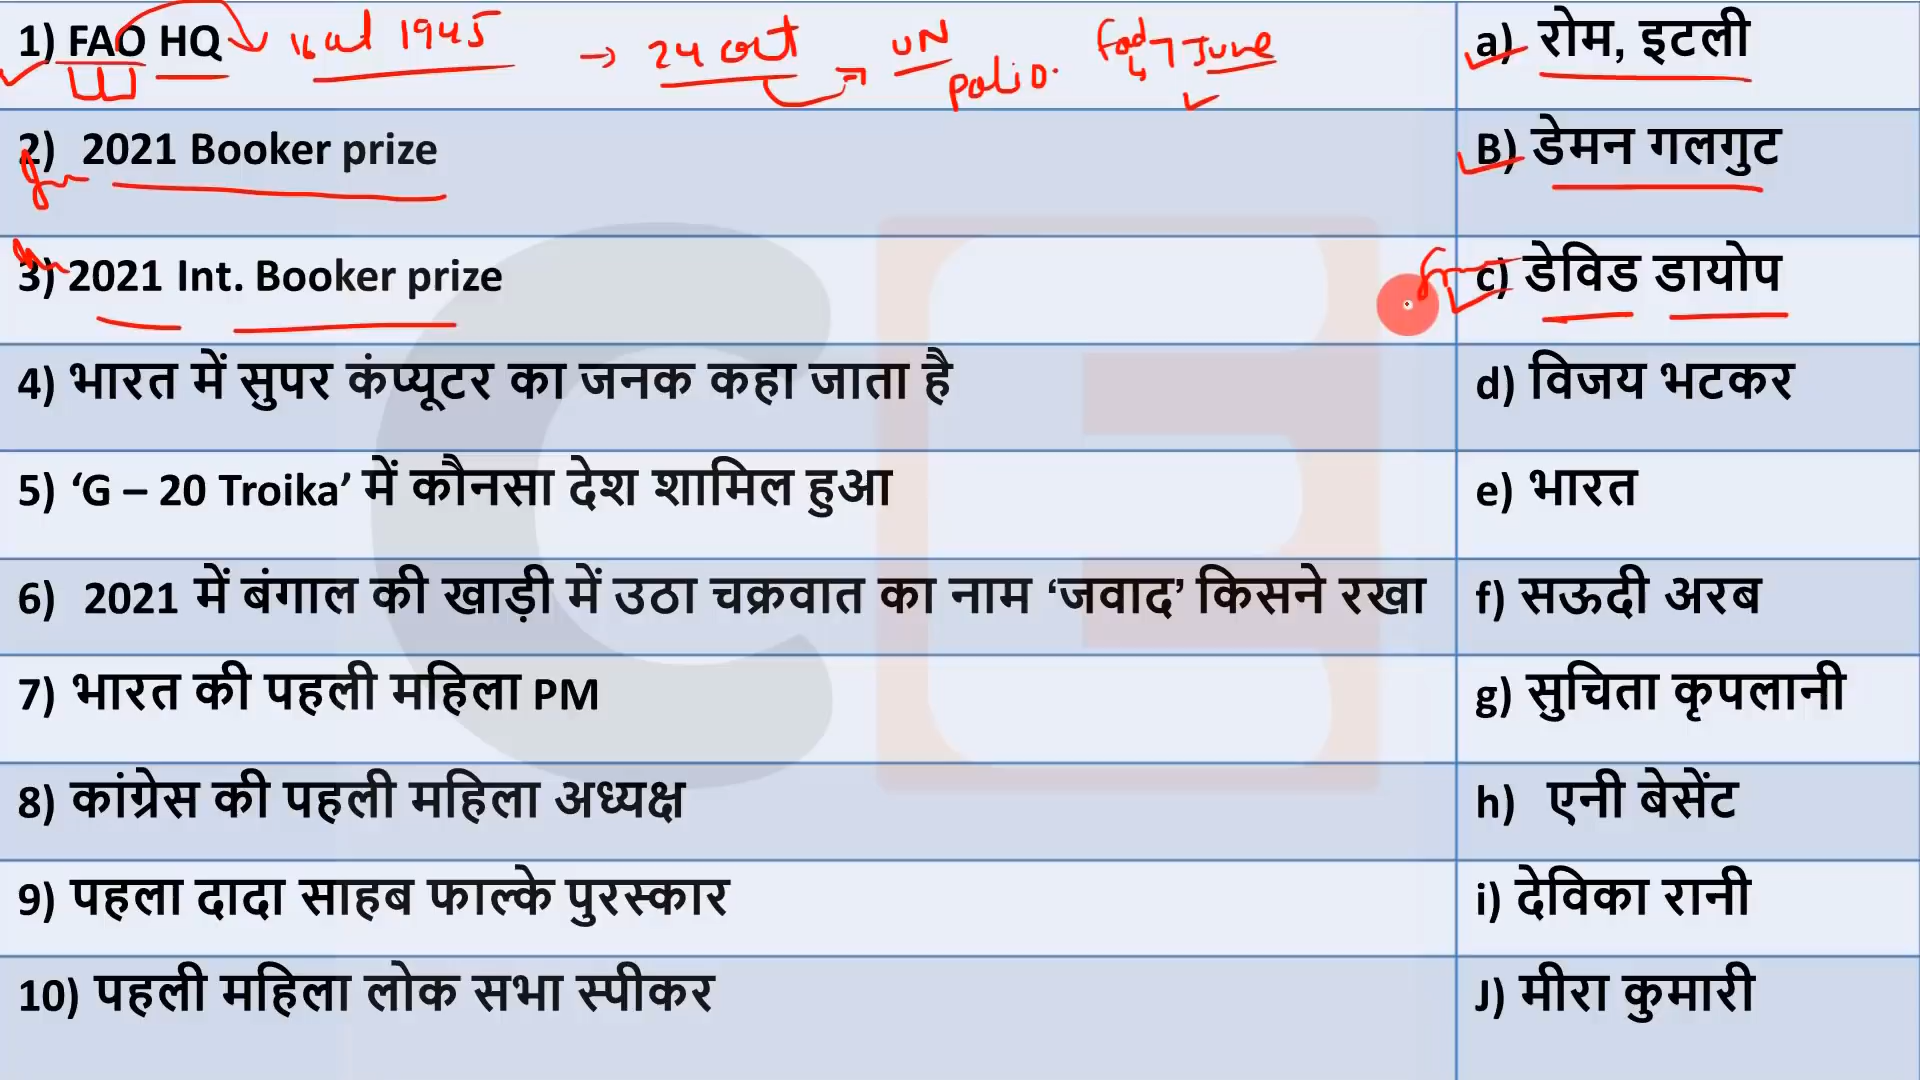 1) FAO HQ 16 oct 1945 → 24 oct → UN Food 7 June a) रोम, इटली
polio
2) 2021 Booker prize B) डेमन गलगुट
3) 2021 Int. Booker prize c) डेविड डायोप
4) भारत में सुपर कंप्यूटर का जनक कहा जाता है d) विजय भटकर
5) ‘G – 20 Troika’ में कौनसा देश शामिल हुआ e) भारत
6) 2021 में बंगाल की खाड़ी में उठा चक्रवात का नाम ‘जवाद’ किसने रखा f) सऊदी अरब
7) भारत की पहली महिला PM g) सुचिता कृपलानी
8) कांग्रेस की पहली महिला अध्यक्ष h) एनी बेसेंट
9) पहला दादा साहब फाल्के पुरस्कार i) देविका रानी
10) पहली महिला लोक सभा स्पीकर J) मीरा कुमारी